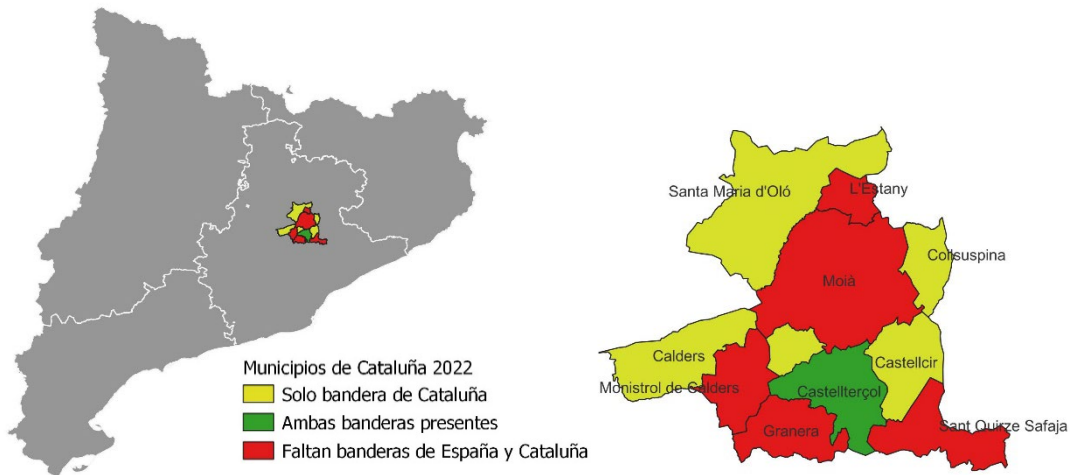 Municipios de Cataluña 2022
Solo bandera de Cataluña
Ambas banderas presentes
Faltan banderas de España y Cataluña
Santa Maria d'Oló
L'Estany
Collsuspina
Moià
Calders
Castellcir
Monistrol de Calders
Castellterçol
Granera
Sant Quirze Safaja